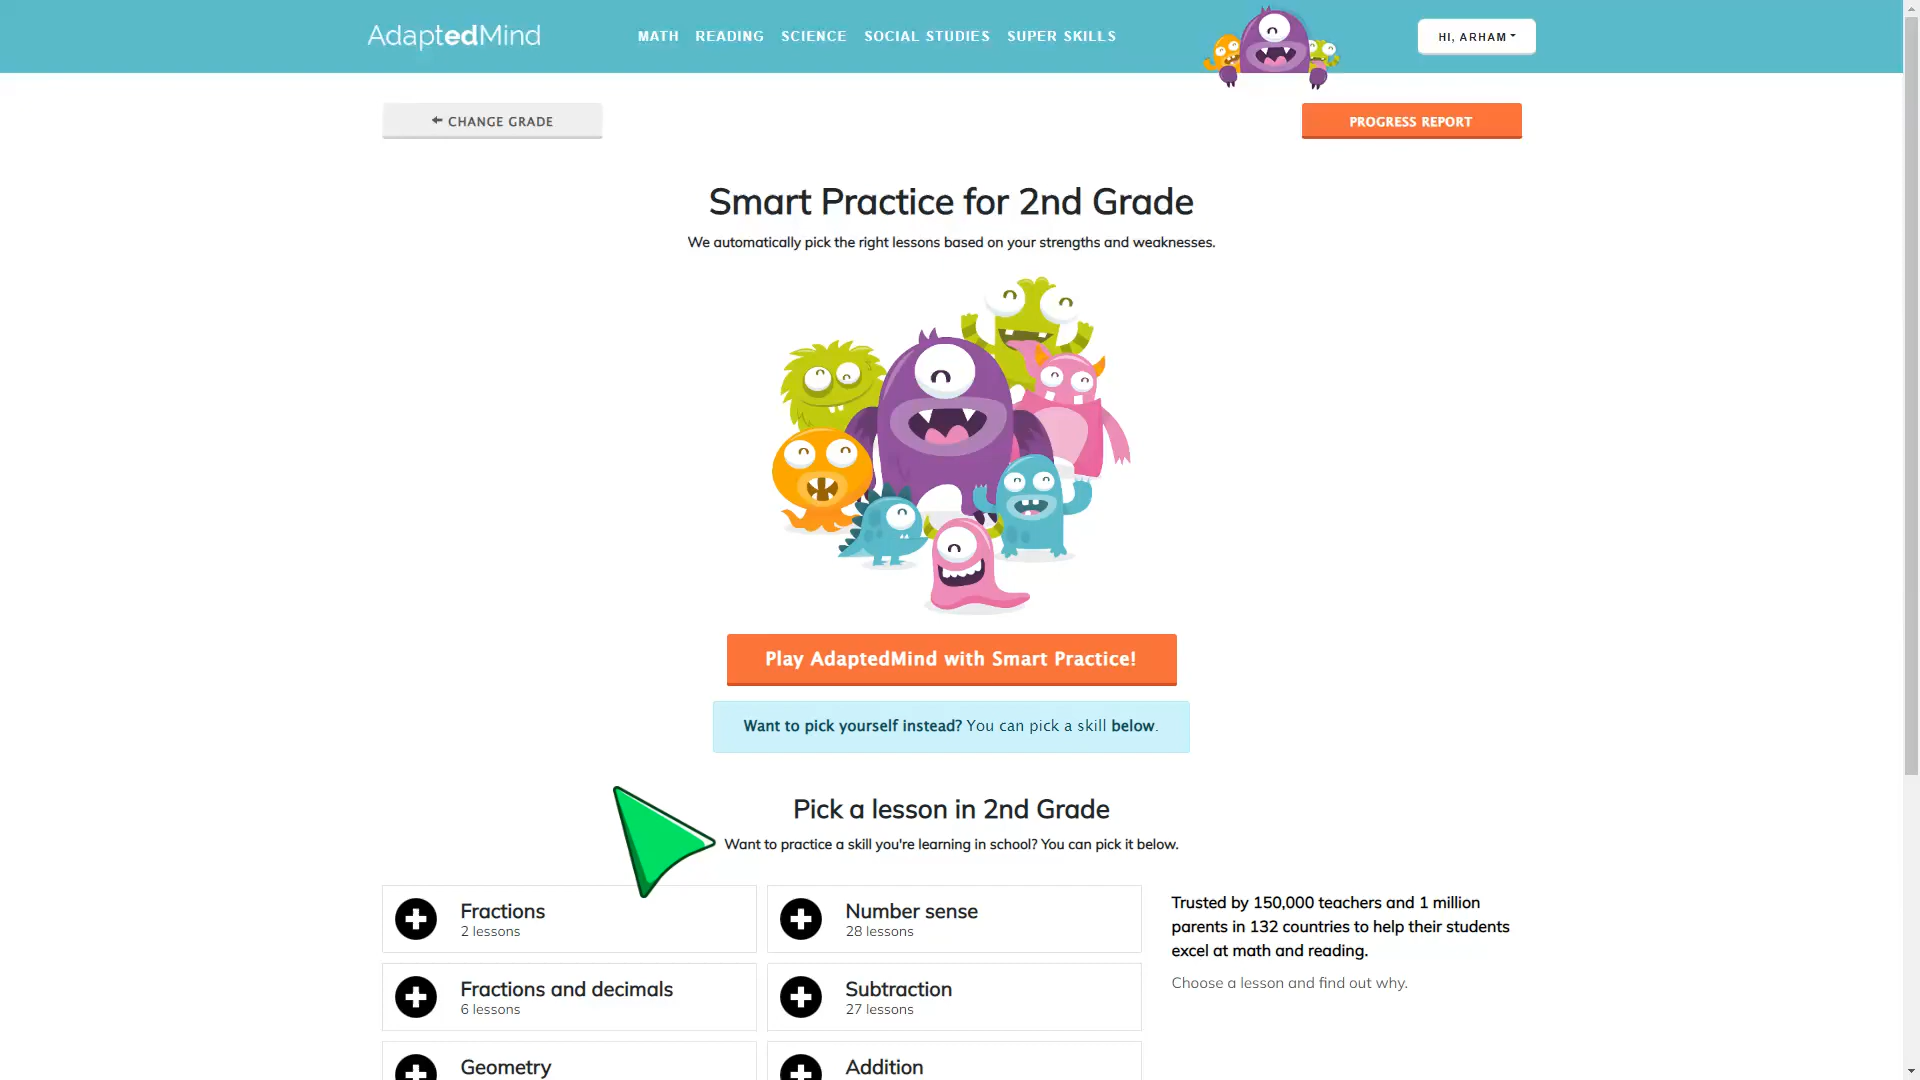 AdaptedMind
MATH READING SCIENCE SOCIAL STUDIES SUPER SKILLS
HI, ARHAM
CHANGE GRADE
PROGRESS REPORT
Smart Practice for 2nd Grade
We automatically pick the right lessons based on your strengths and weaknesses.
Play AdaptedMind with Smart Practice!
Want to pick yourself instead? You can pick a skill below.
Pick a lesson in 2nd Grade
Want to practice a skill you're learning in school? You can pick it below.
Fractions
2 lessons
Number sense
28 lessons
Trusted by 150,000 teachers and 1 million
parents in 132 countries to help their students
excel at math and reading.
Choose a lesson and find out why.
Fractions and decimals
6 lessons
Subtraction
27 lessons
Geometry
Addition